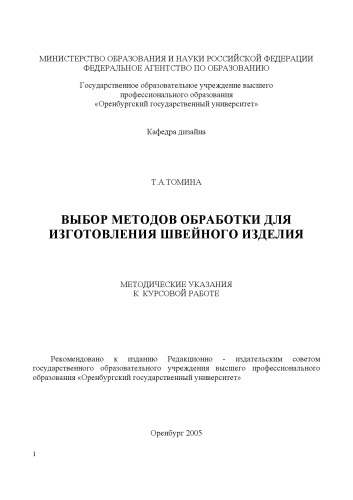 МИНИСТЕРСТВО ОБРАЗОВАНИЯ И НАУКИ РОССИЙСКОЙ ФЕДЕРАЦИИ
ФЕДЕРАЛЬНОЕ АГЕНТСТВО ПО ОБРАЗОВАНИЮ
Государственное образовательное учреждение высшего
профессионального образования
«Оренбургский государственный университет»
Кафедра дизайна
Т.А.ТОМИНА
ВЫБОР МЕТОДОВ ОБРАБОТКИ ДЛЯ
ИЗГОТОВЛЕНИЯ ШВЕЙНОГО ИЗДЕЛИЯ
МЕТОДИЧЕСКИЕ УКАЗАНИЯ
К КУРСОВОЙ РАБОТЕ
Рекомендовано к изданию Редакционно - издательским советом
государственного образовательного учреждения высшего профессионального
образования «Оренбургский государственный университет»
Оренбург 2005
1